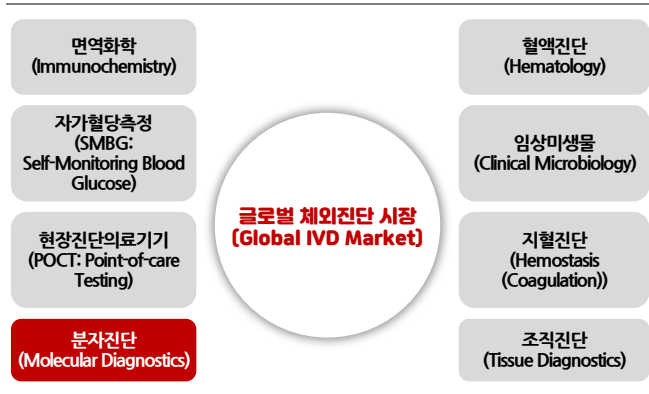 면역화학
(Immunochemistry)
자가혈당측정
(SMBG:
Self-Monitoring Blood
Glucose)
현장진단의료기기
(POCT: Point-of-care
Testing)
분자진단
(Molecular Diagnostics)
글로벌 체외진단 시장
(Global IVD Market)
혈액진단
(Hematology)
임상미생물
(Clinical Microbiology)
지혈진단
(Hemostasis
(Coagulation))
조직진단
(Tissue Diagnostics)